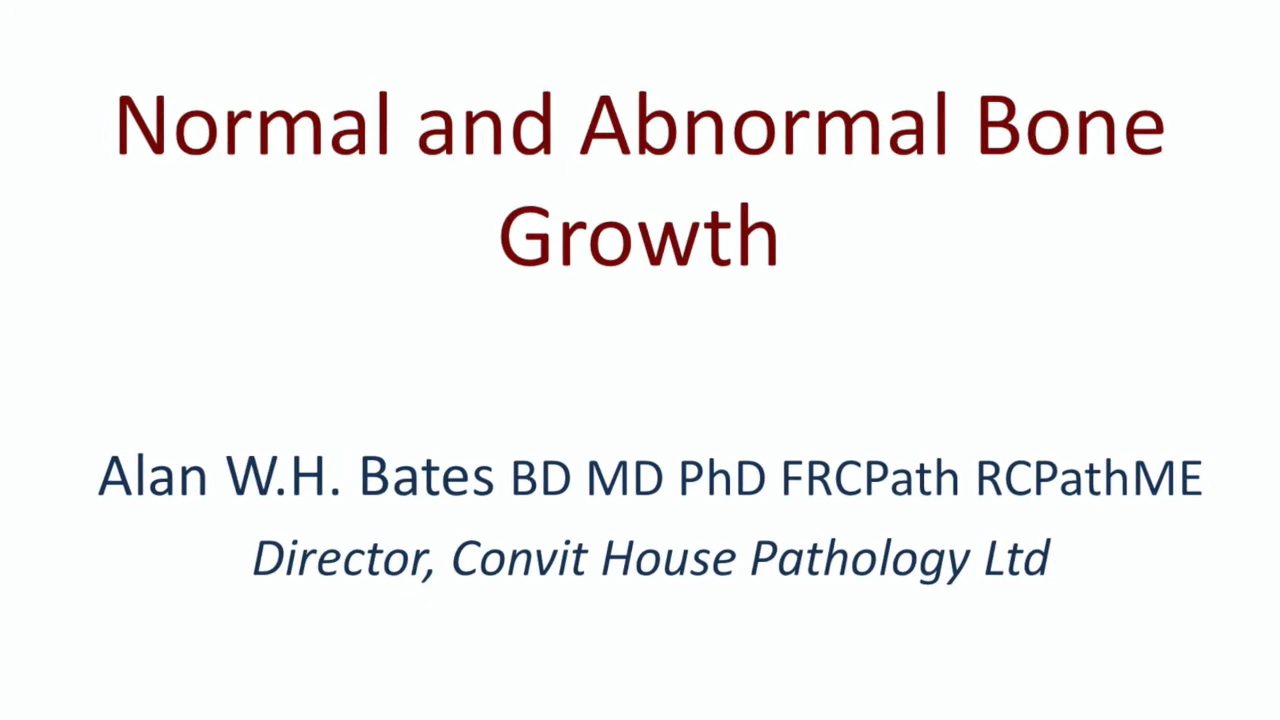 Normal and Abnormal Bone
Growth
Alan W.H. Bates BD MD PhD FRCPath RCPathME
Director, Convit House Pathology Ltd